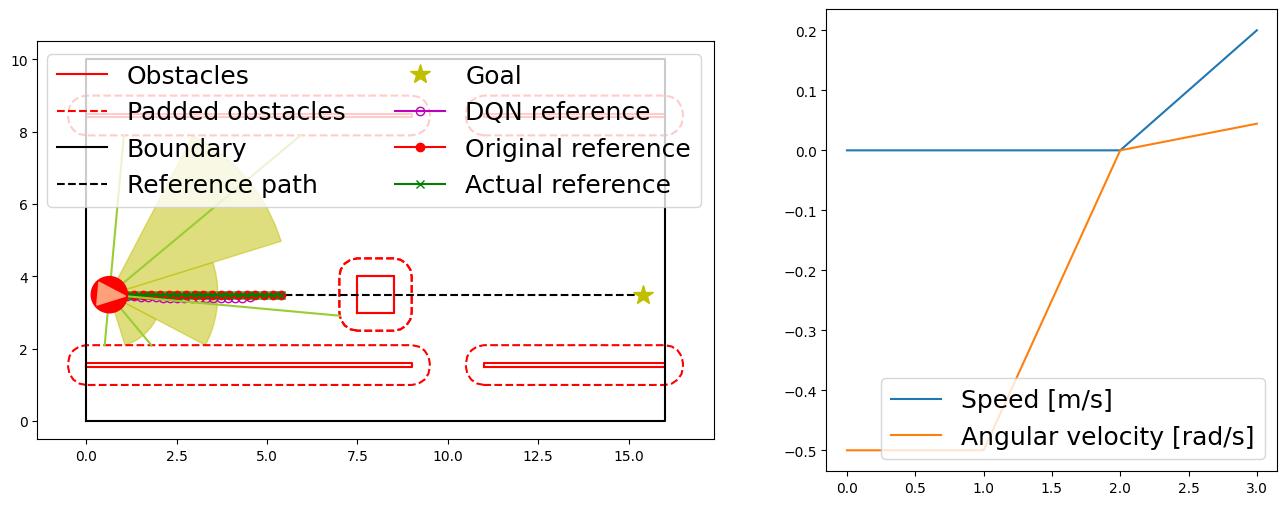 10
8
6
4
2
0
0.0 2.5 5.0 7.5 10.0 12.5 15.0
Obstacles
Padded obstacles
Boundary
Reference path
Goal
DQN reference
Original reference
Actual reference
0.2
0.1
0.0
−0.1
−0.2
−0.3
−0.4
−0.5
0.0 0.5 1.0 1.5 2.0 2.5 3.0
Speed [m/s]
Angular velocity [rad/s]